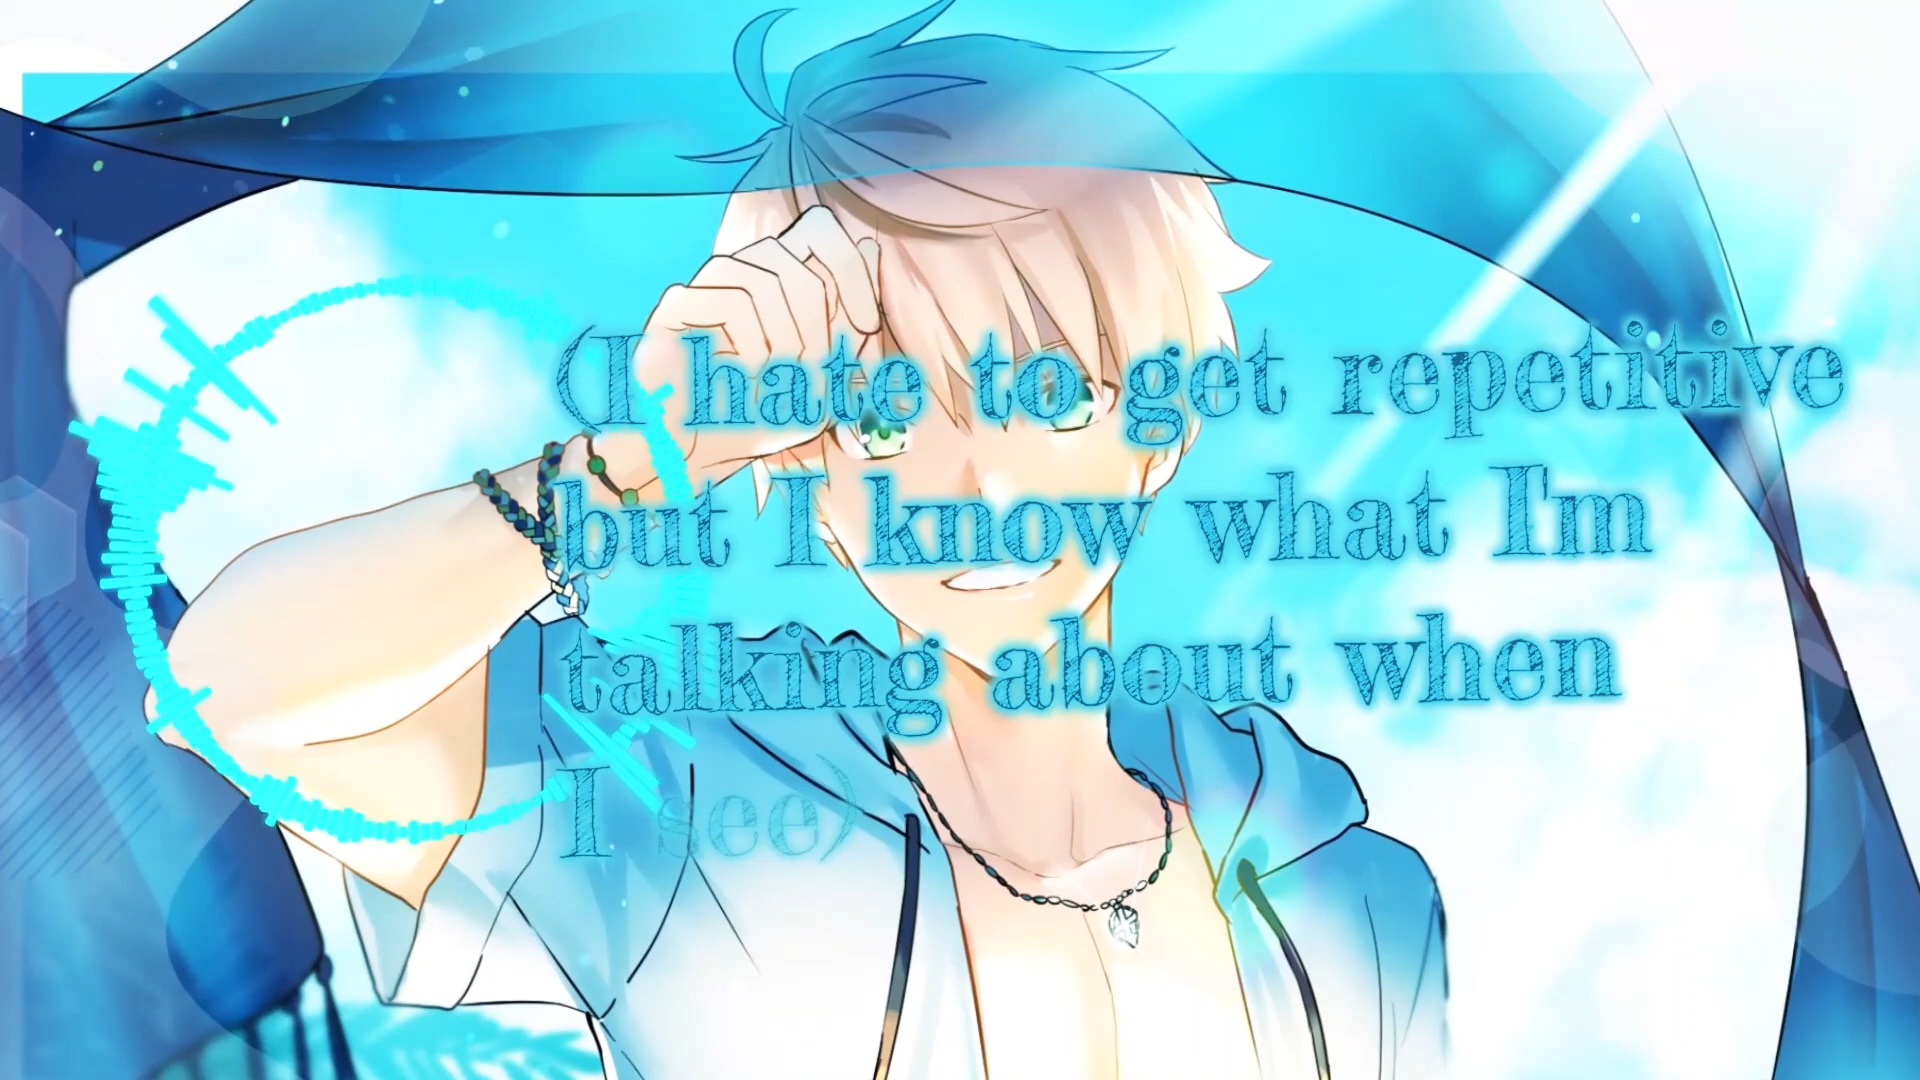 (I hate to get repetitive
but I know what I'm
talking about when
I see)